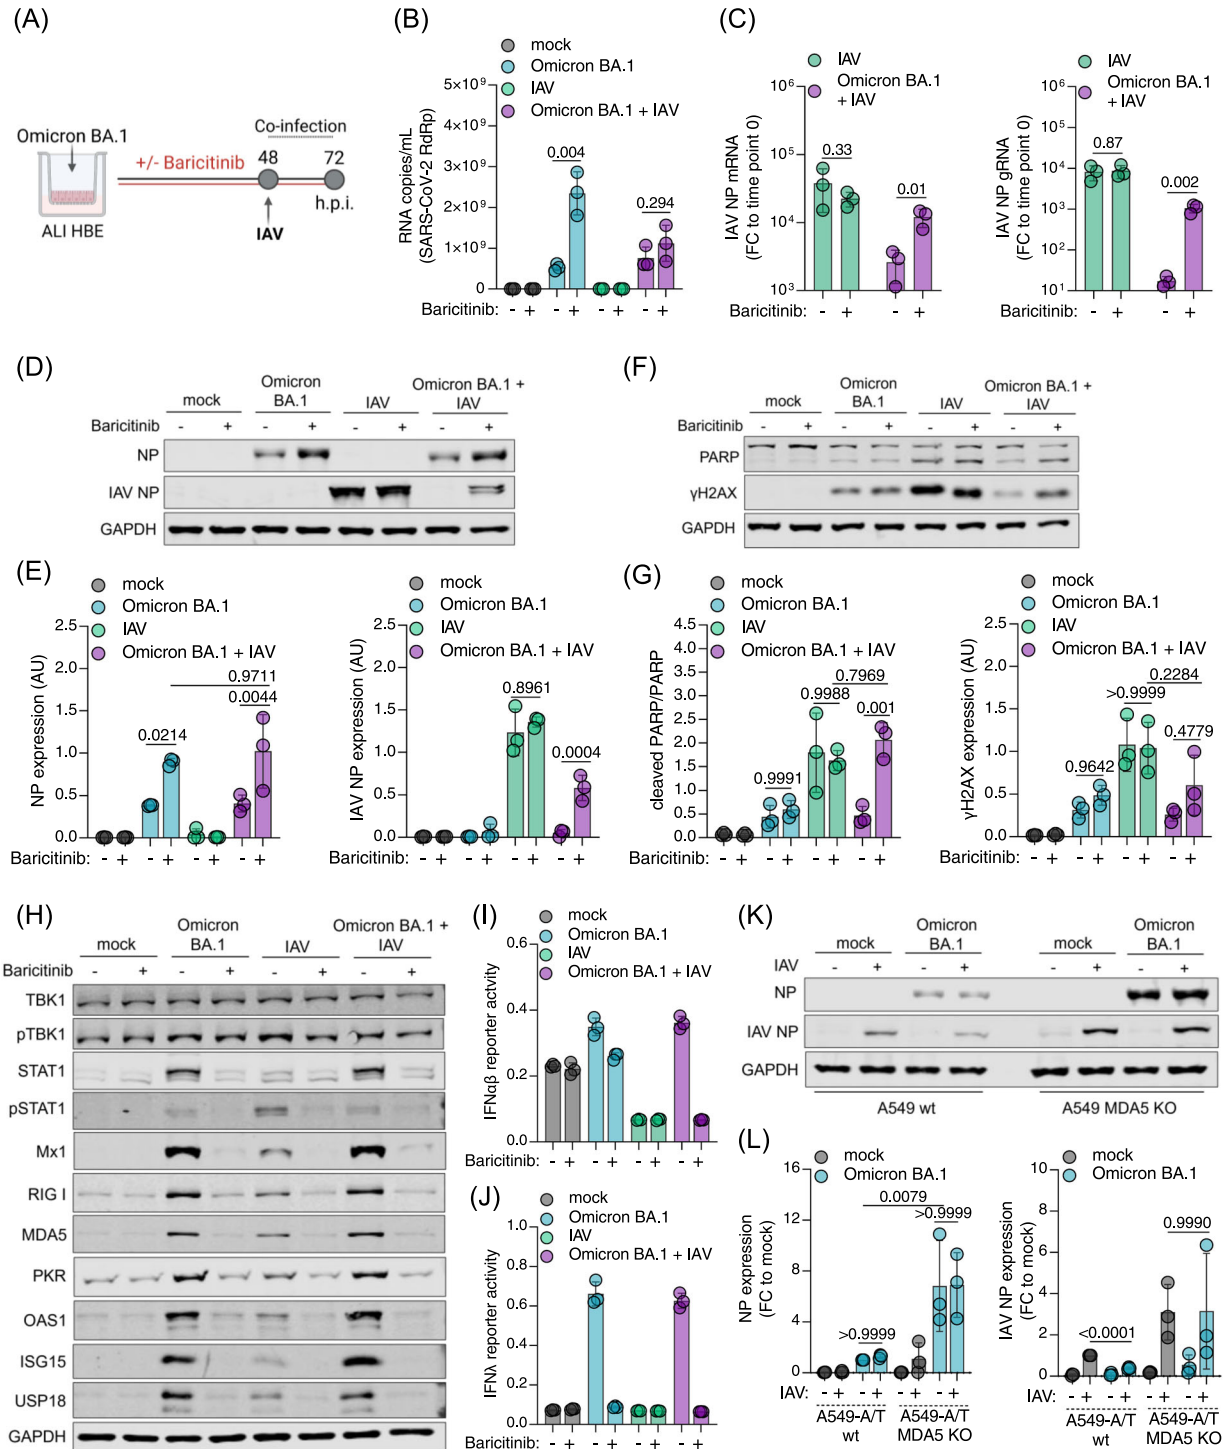 (A)
Omicron BA.1
+/- Baricitinib
Co-infection
48
72
h.p.i.
IAV
ALI HBE
(B)
mock
Omicron BA.1
IAV
Omicron BA.1 + IAV
RNA copies/mL
(SARS-CoV-2 RdRp)
5×10⁹
4×10⁹
3×10⁹
2×10⁹
1×10⁹
0
0.004
0.294
Baricitinib: - + - + - + - +
(C)
IAV
Omicron BA.1
+ IAV
IAV NP mRNA
(FC to time point 0)
10⁶
10⁵
10⁴
10³
0.33
0.01
Baricitinib: - + - +
IAV
Omicron BA.1
+ IAV
IAV NP gRNA
(FC to time point 0)
10⁶
10⁵
10⁴
10³
10²
10¹
0.87
0.002
- + - +
(D)
mock
Omicron
BA.1
IAV
Omicron BA.1 +
IAV
Baricitinib - + - + - + - +
NP
IAV NP
GAPDH
(F)
mock
Omicron
BA.1
IAV
Omicron BA.1 +
IAV
Baricitinib - + - + - + - +
PARP
γH2AX
GAPDH
(E)
mock
Omicron BA.1
IAV
Omicron BA.1 + IAV
NP expression (AU)
2.5
2.0
1.5
1.0
0.5
0.0
0.0214
0.9711
0.0044
Baricitinib: - + - + - + - +
mock
Omicron BA.1
IAV
Omicron BA.1 + IAV
IAV NP expression (AU)
2.5
2.0
1.5
1.0
0.5
0.0
0.8961
0.0004
- + - + - + - +
(G)
mock
Omicron BA.1
IAV
Omicron BA.1 + IAV
cleaved PARP/PARP
4.5
4.0
3.5
3.0
2.5
2.0
1.5
1.0
0.5
0.0
0.9991
0.9988
0.7969
0.001
Baricitinib: - + - + - + - +
mock
Omicron BA.1
IAV
Omicron BA.1 + IAV
γH2AX expression (AU)
2.5
2.0
1.5
1.0
0.5
0.0
0.9642
>0.9999
0.2284
0.4779
Baricitinib: - + - + - + - +
(H)
mock
Omicron
BA.1
IAV
Omicron BA.1 +
IAV
Baricitinib - + - + - + - +
TBK1
pTBK1
STAT1
pSTAT1
Mx1
RIG I
MDA5
PKR
OAS1
ISG15
USP18
GAPDH
(I)
mock
Omicron BA.1
IAV
Omicron BA.1 + IAV
IFNαβ reporter actvity
0.6
0.4
0.2
0.0
Baricitinib: - + - + - + - +
(J)
mock
Omicron BA.1
IAV
Omicron BA.1 + IAV
IFNλ reporter activity
1.0
0.8
0.6
0.4
0.2
0.0
Baricitinib: - + - + - + - +
(K)
mock
Omicron
BA.1
mock
Omicron
BA.1
IAV - + - + - + - +
NP
IAV NP
GAPDH
A549 wt
A549 MDA5 KO
(L)
mock
Omicron BA.1
NP expression
(FC to mock)
16
12
8
4
0
0.0079
>0.9999
>0.9999
IAV: - + - + - + - +
A549-A/T
wt
A549-A/T
MDA5 KO
mock
Omicron BA.1
IAV NP expression
(FC to mock)
10
8
6
4
2
0
<0.0001
0.9990
IAV: - + - + - + - +
A549-A/T
wt
A549-A/T
MDA5 KO